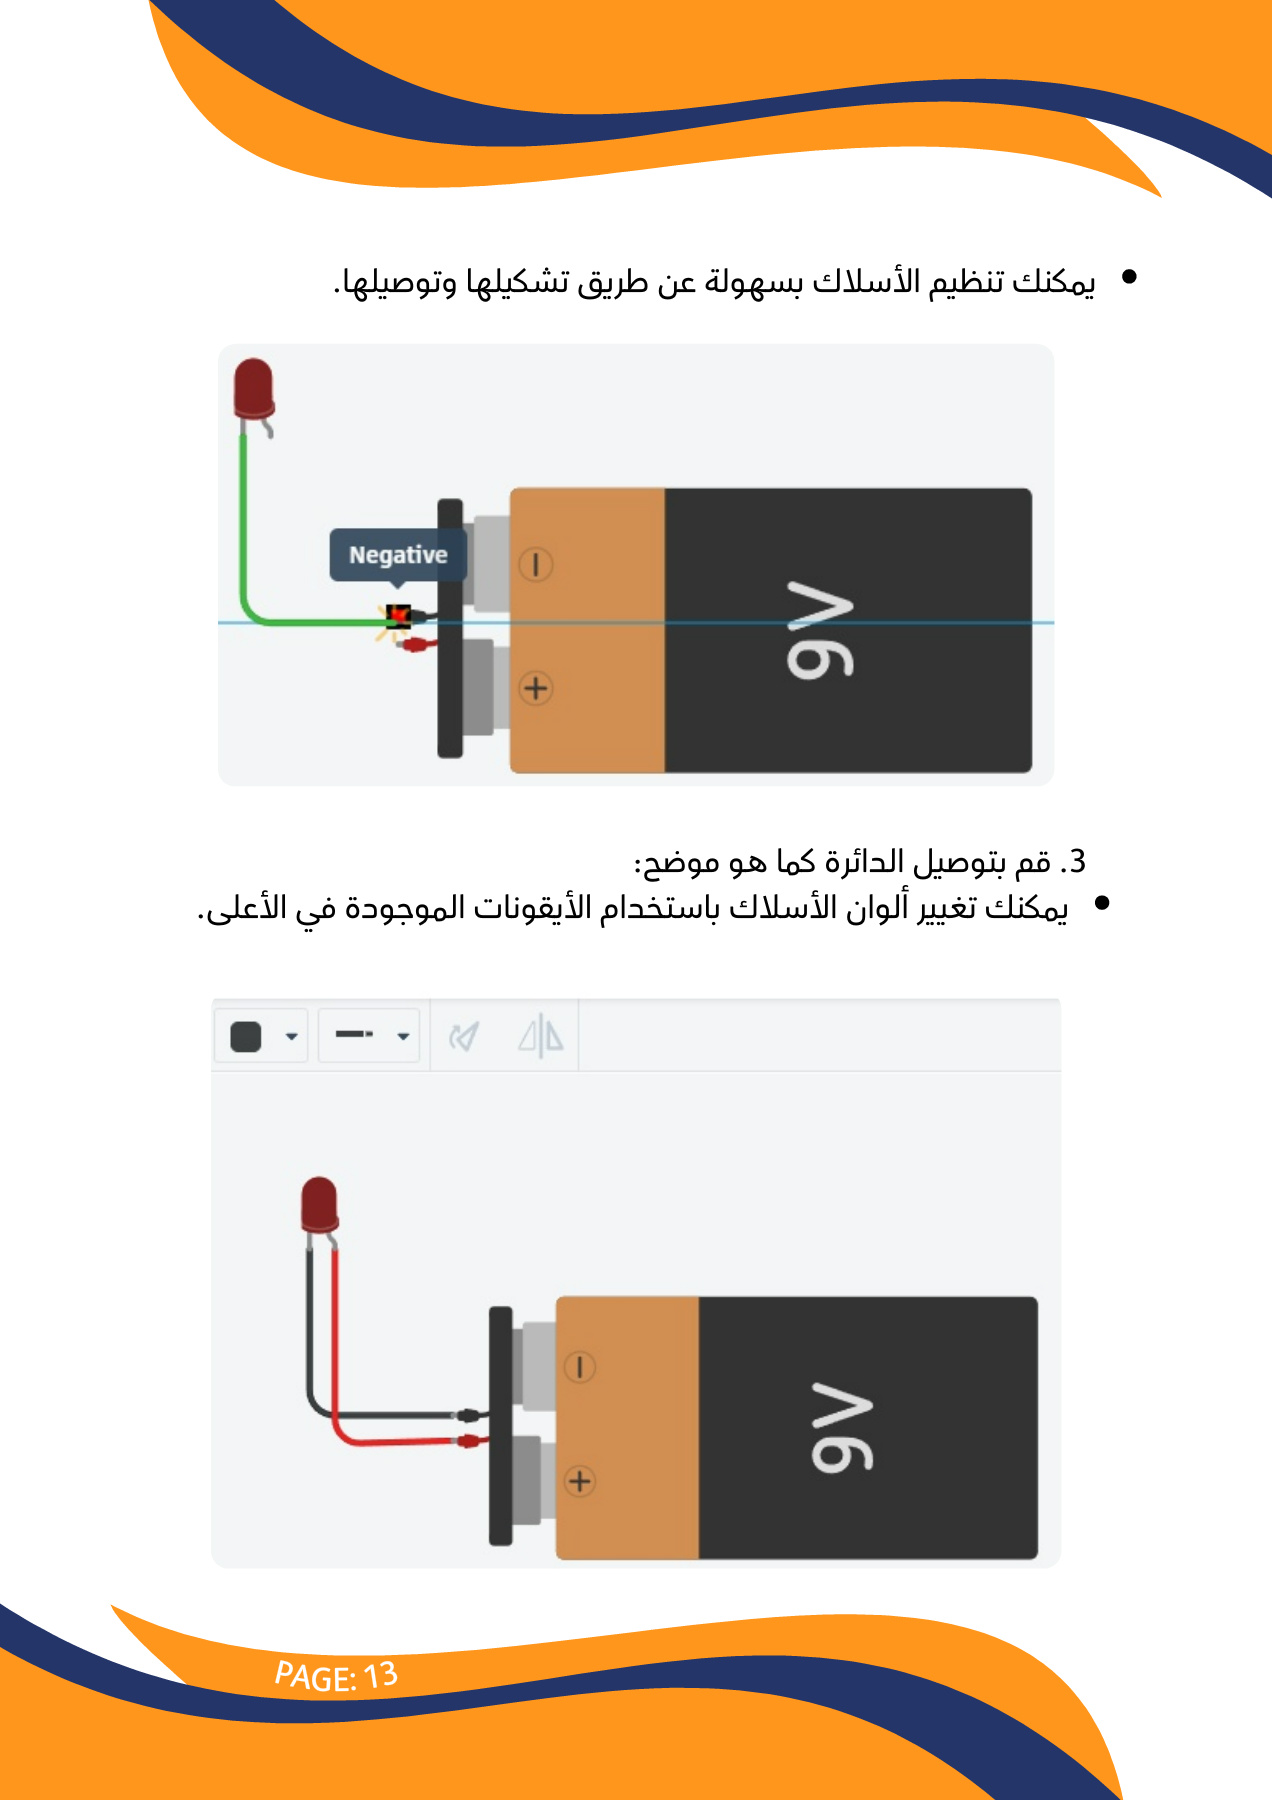 • يمكنك تنظيم الأسلاك بسهولة عن طريق تشكيلها وتوصيلها.
Negative
9V
3. قم بتوصيل الدائرة كما هو موضح:
• يمكنك تغيير ألوان الأسلاك باستخدام الأيقونات الموجودة في الأعلى.
9V
PAGE: 13